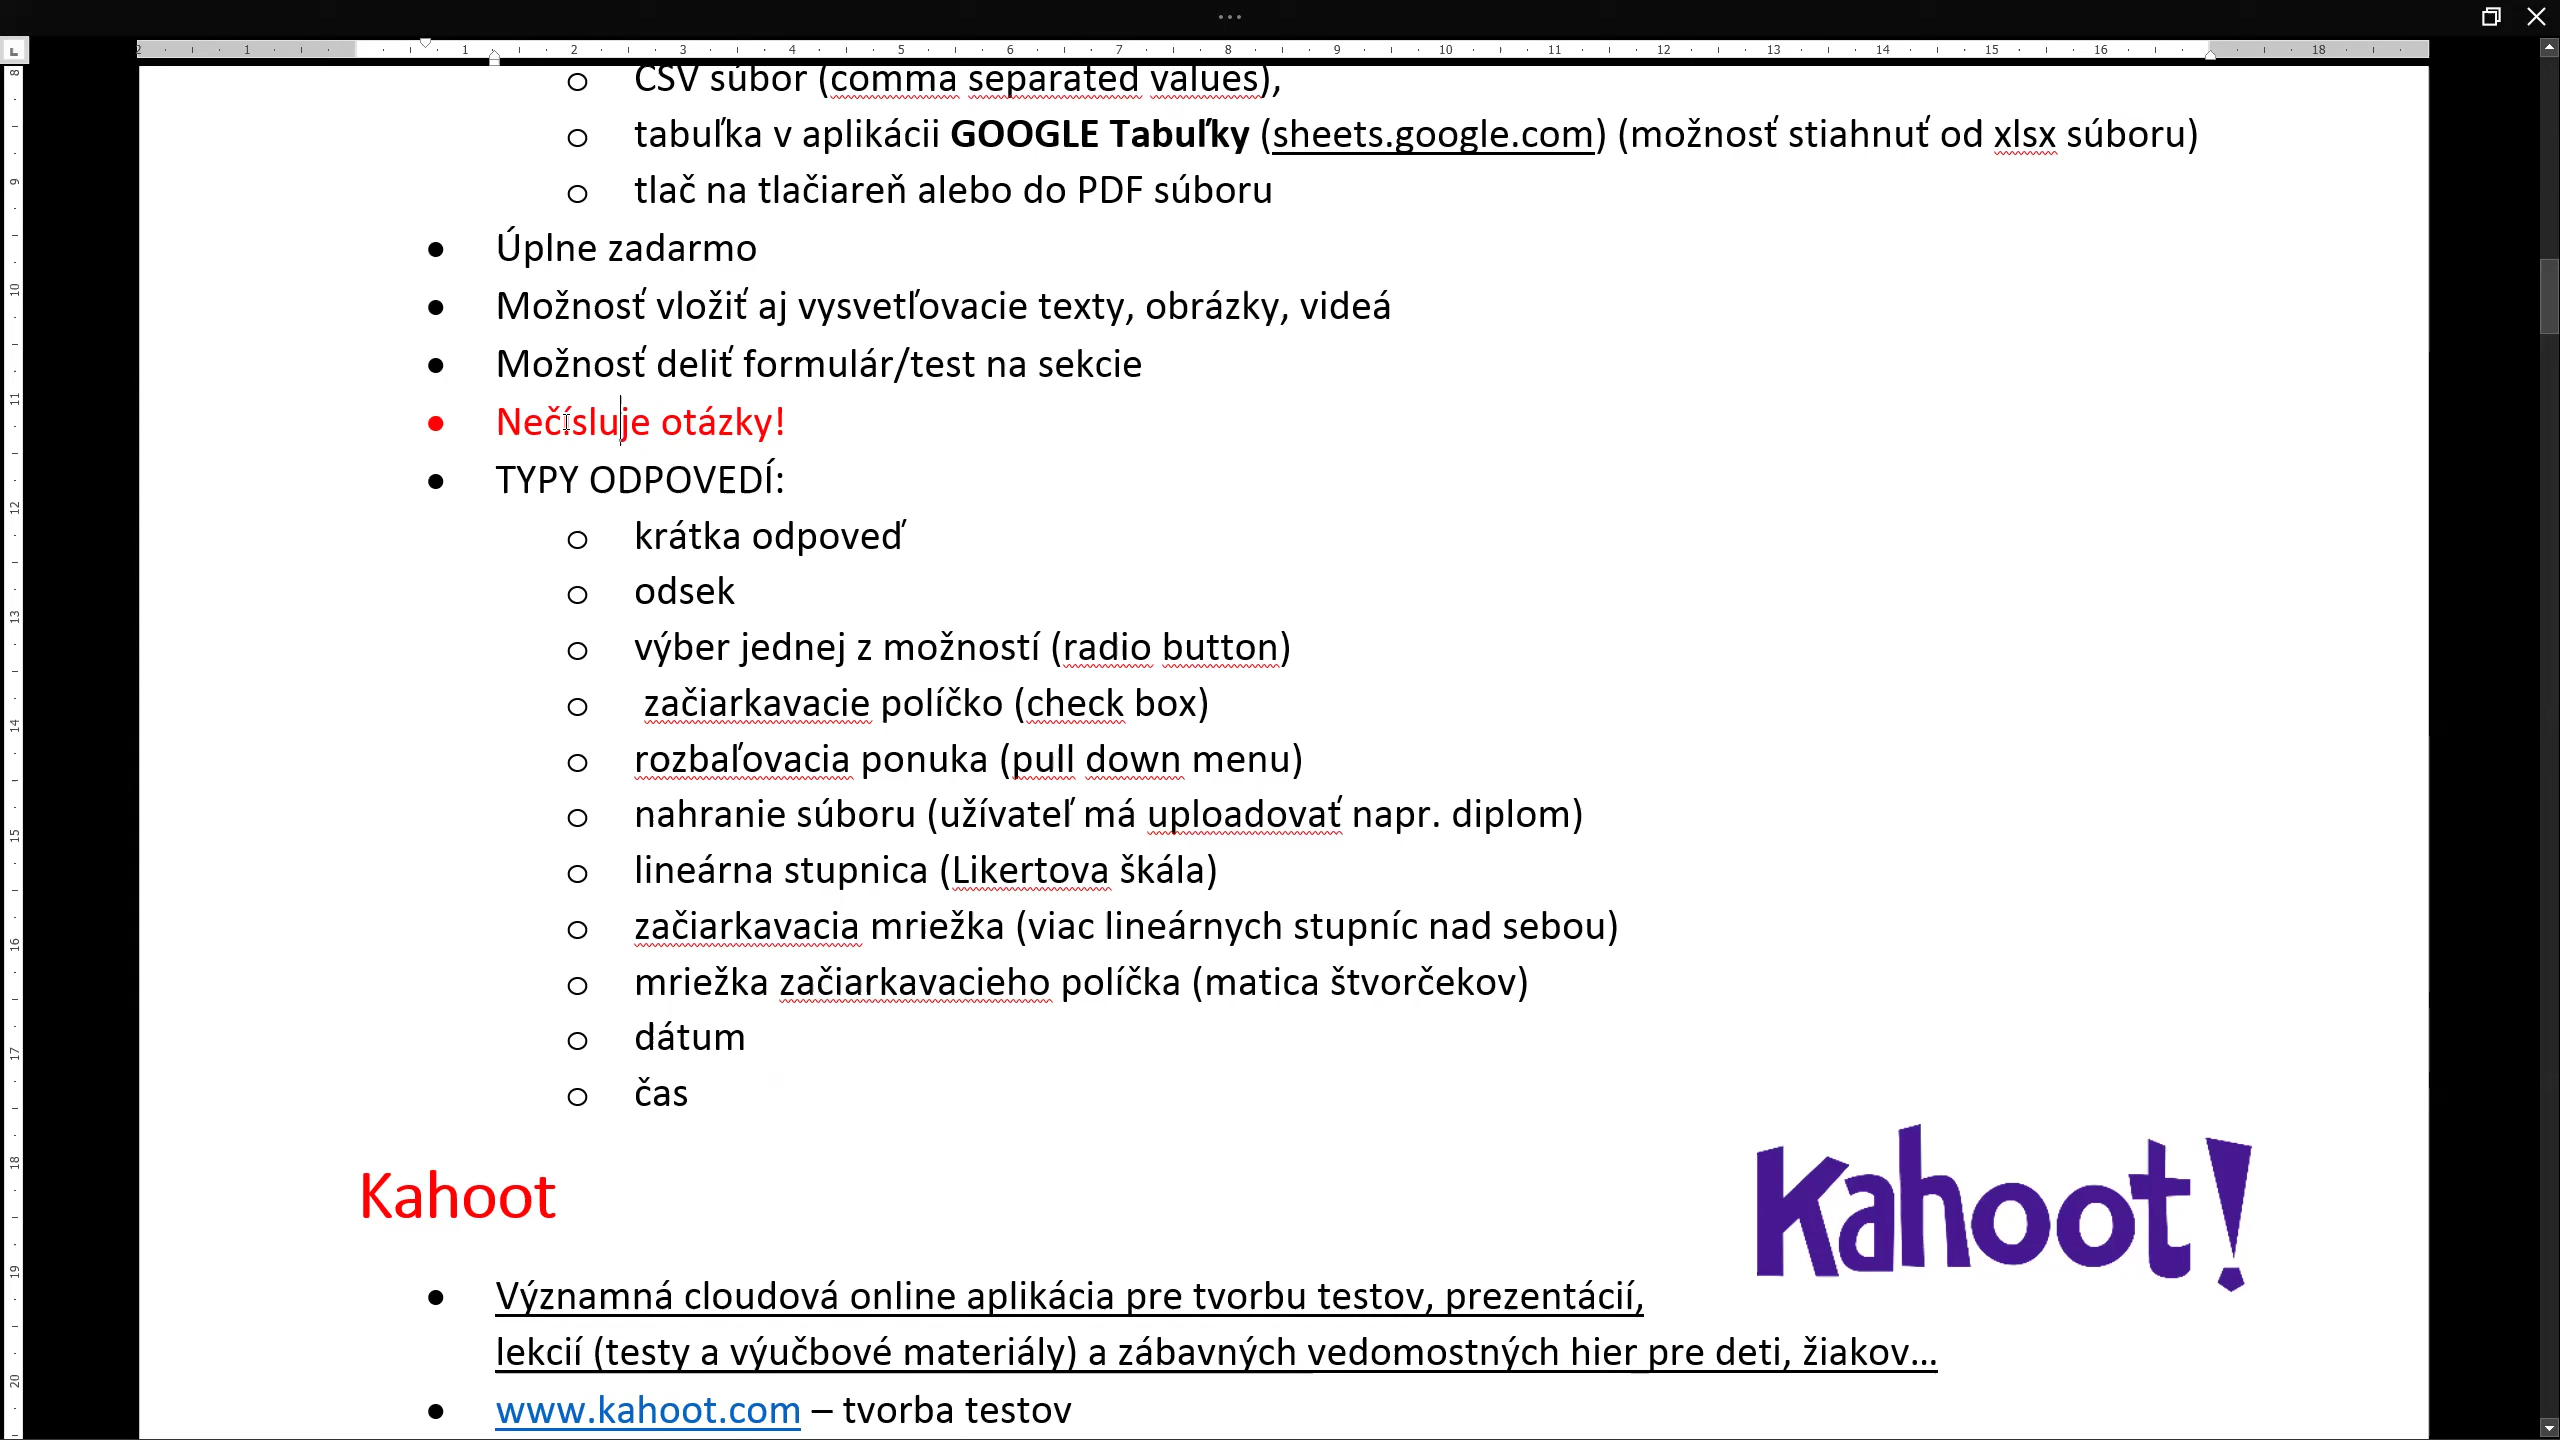 ○ CSV súbor (comma separated values),
○ tabuľka v aplikácii GOOGLE Tabuľky (sheets.google.com) (možnosť stiahnuť od xlsx súboru)
○ tlač na tlačiareň alebo do PDF súboru
● Úplne zadarmo
● Možnosť vložiť aj vysvetľovacie texty, obrázky, videá
● Možnosť deliť formulár/test na sekcie
● Nečísluje otázky!
● TYPY ODPOVEDÍ:
○ krátka odpoveď
○ odsek
○ výber jednej z možností (radio button)
○ začiarkavacie políčko (check box)
○ rozbaľovacia ponuka (pull down menu)
○ nahranie súboru (užívateľ má uploadovať napr. diplom)
○ lineárna stupnica (Likertova škála)
○ začiarkavacia mriežka (viac lineárnych stupníc nad sebou)
○ mriežka začiarkavacieho políčka (matica štvorčekov)
○ dátum
○ čas
Kahoot
Kahoot!
● Významná cloudová online aplikácia pre tvorbu testov, prezentácií,
lekcií (testy a výučbové materiály) a zábavných vedomostných hier pre deti, žiakov...
● www.kahoot.com – tvorba testov